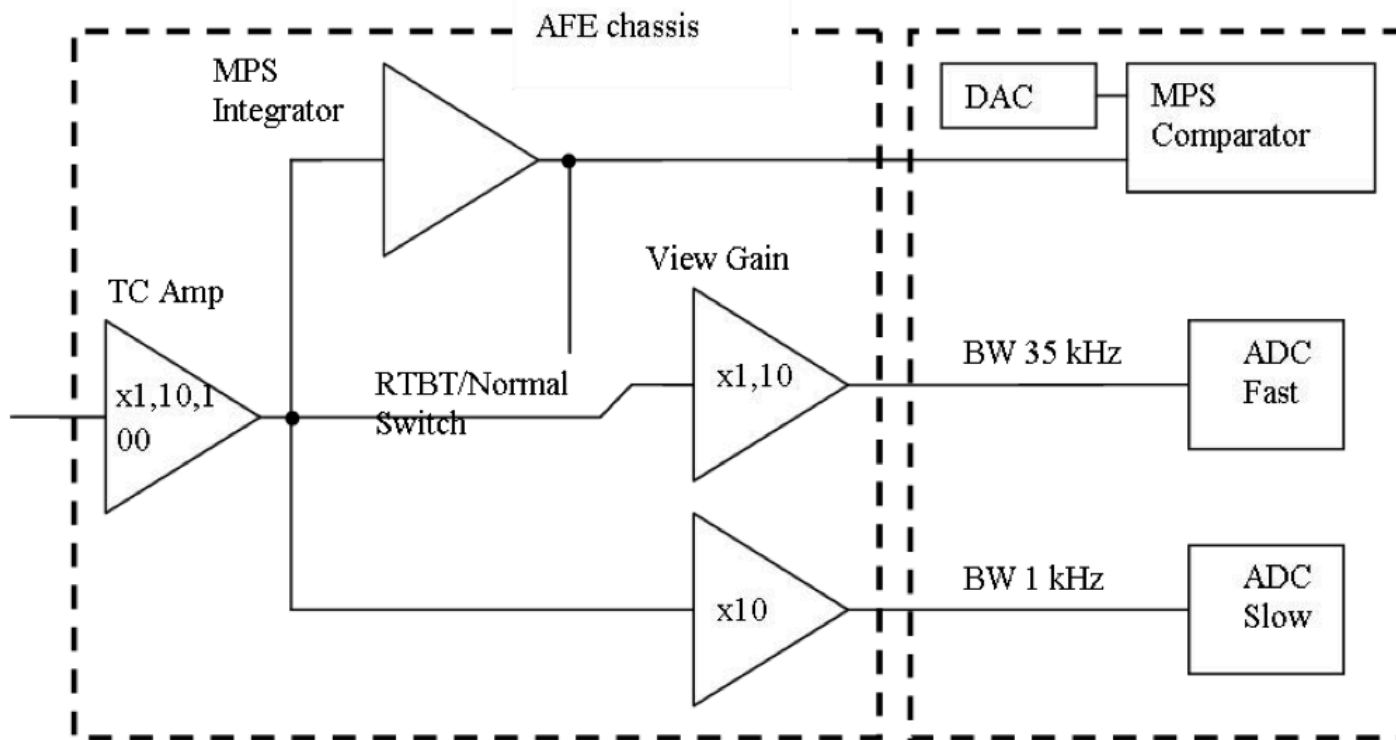 AFE chassis
MPS
Integrator
DAC
MPS
Comparator
View Gain
TC Amp
x1,10,1
00
RTBT/Normal
Switch
x1,10
BW 35 kHz
ADC
Fast
x10
BW 1 kHz
ADC
Slow